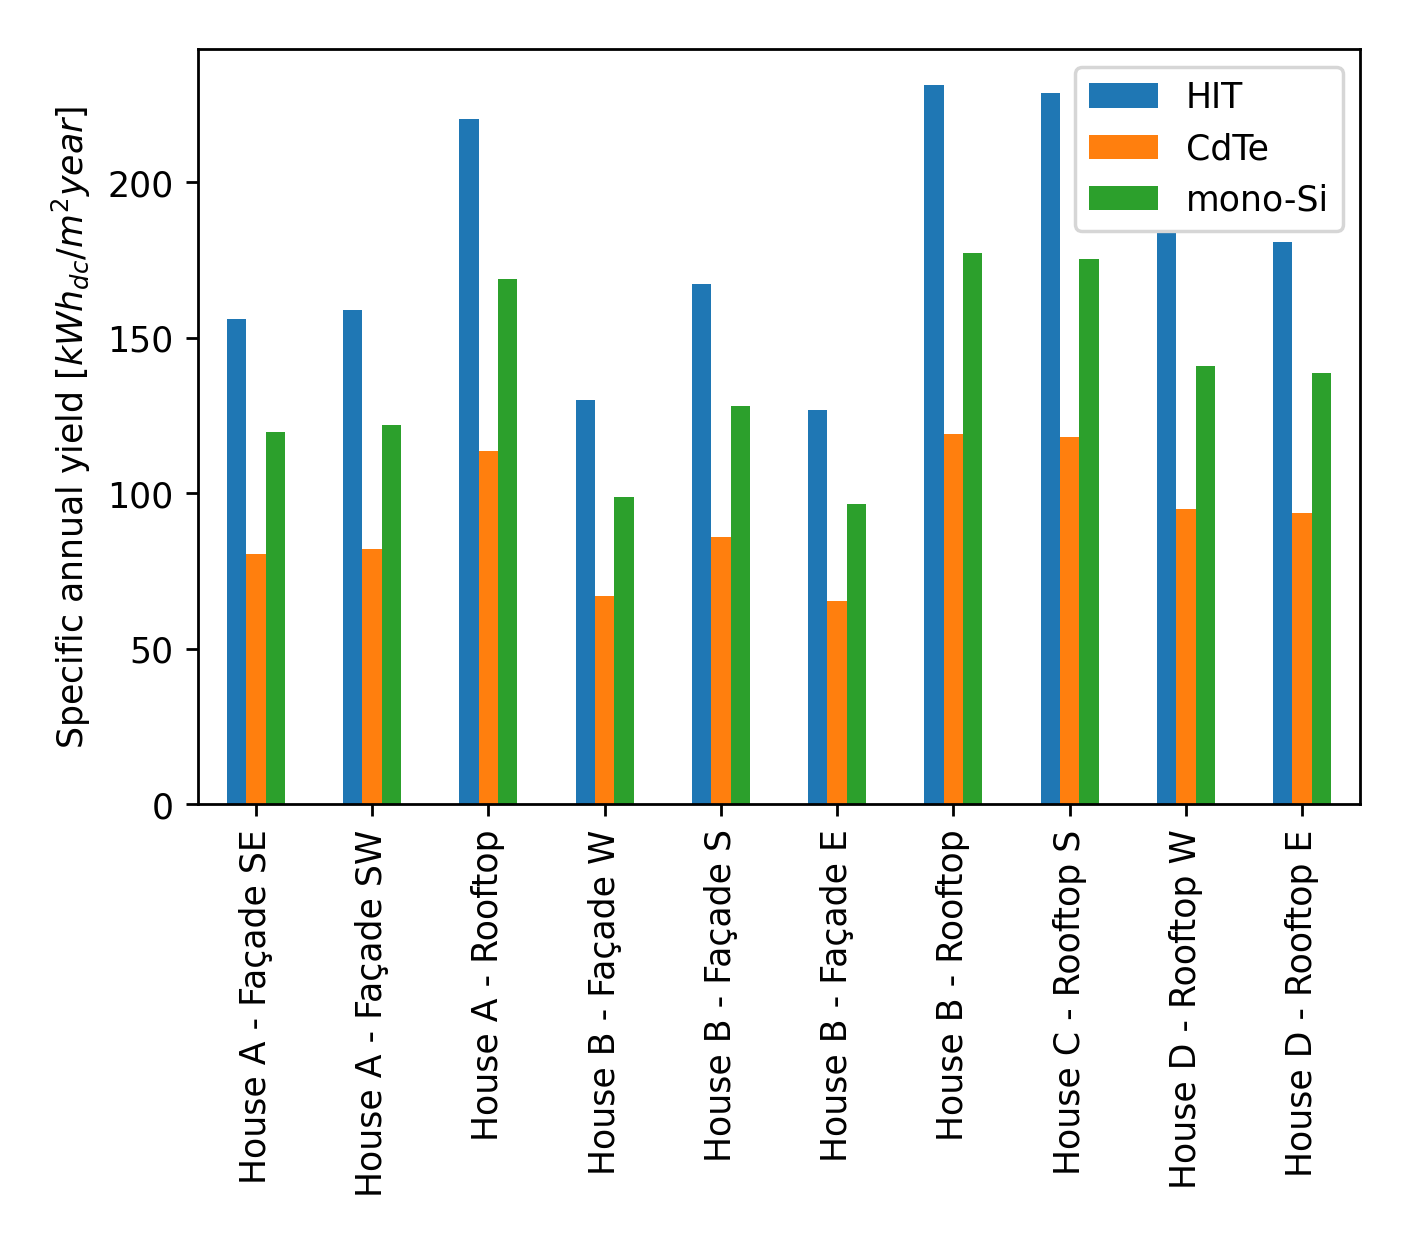 Specific annual yield [kWh_dc/m²year]
200
150
100
50
0
HIT
CdTe
mono-Si
House A - Façade SE
House A - Façade SW
House A - Rooftop
House B - Façade W
House B - Façade S
House B - Façade E
House B - Rooftop
House C - Rooftop S
House D - Rooftop W
House D - Rooftop E